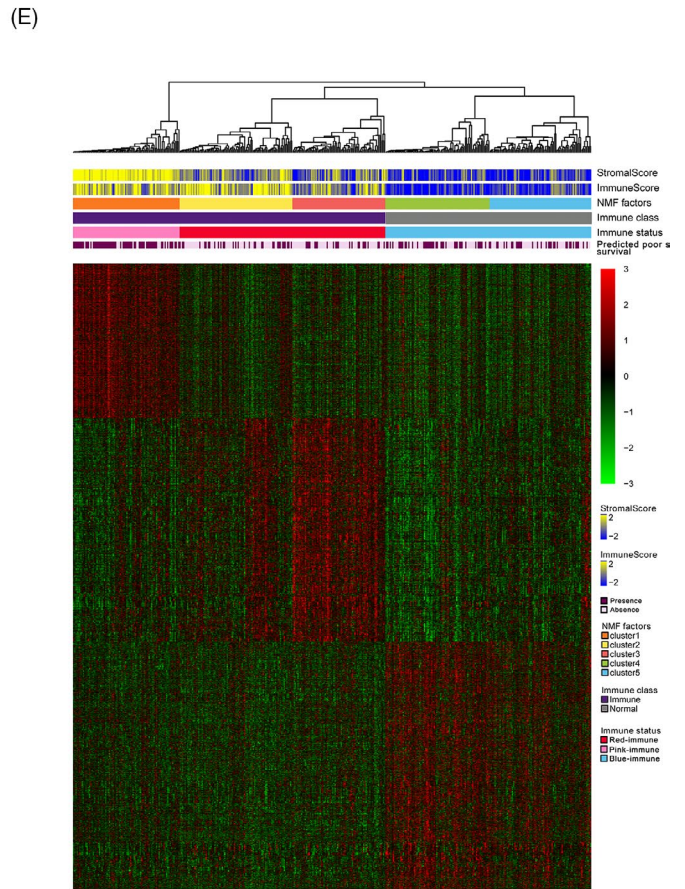 (E)
StromalScore
ImmuneScore
NMF factors
Immune class
Immune status
Predicted poor s
survival
3
2
1
0
−1
−2
−3
StromalScore
2
−2
ImmuneScore
2
−2
Presence
Absence
NMF factors
cluster1
cluster2
cluster3
cluster4
cluster5
Immune class
Immune
Normal
Immune status
Red-immune
Pink-immune
Blue-immune